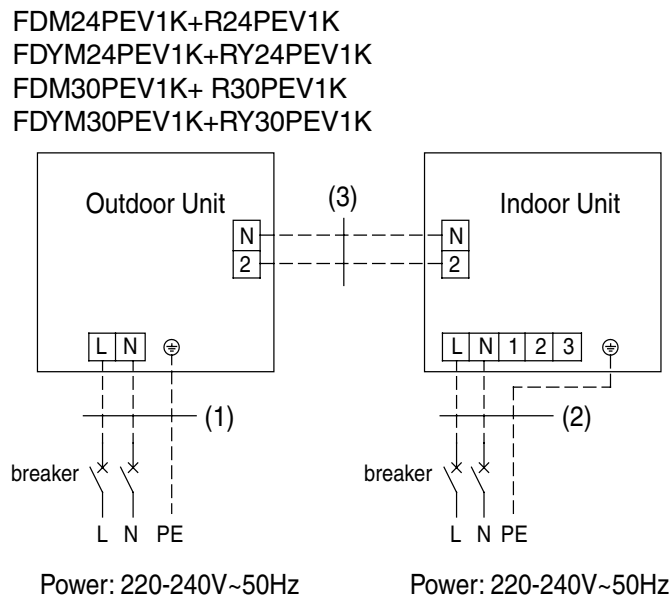 FDM24PEV1K+R24PEV1K
FDYM24PEV1K+RY24PEV1K
FDM30PEV1K+ R30PEV1K
FDYM30PEV1K+RY30PEV1K
Outdoor Unit
(3)
Indoor Unit
N
N
2
2
L N
L N 1 2 3
(1)
(2)
breaker
breaker
L N PE
L N PE
Power: 220-240V~50Hz
Power: 220-240V~50Hz